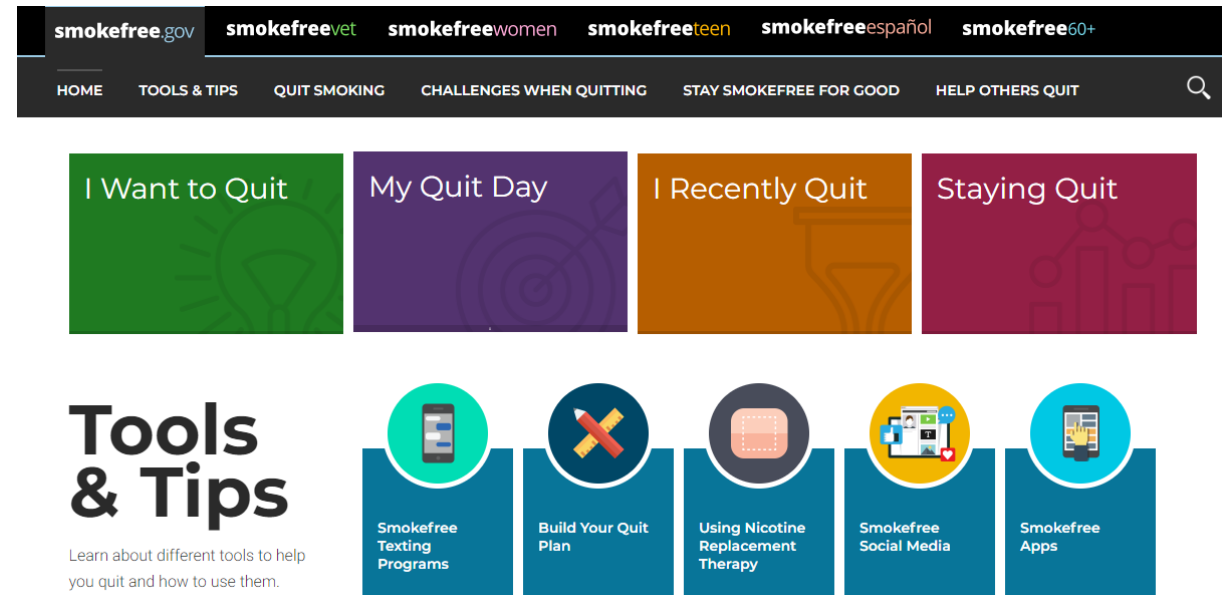 smokefree.gov smokefreevet smokefreewomen smokefreeteen smokefreeespañol smokefree60+
HOME TOOLS & TIPS QUIT SMOKING CHALLENGES WHEN QUITTING STAY SMOKEFREE FOR GOOD HELP OTHERS QUIT
I Want to Quit
My Quit Day
I Recently Quit
Staying Quit
Tools
& Tips
Learn about different tools to help
you quit and how to use them.
Smokefree
Texting
Programs
Build Your Quit
Plan
Using Nicotine
Replacement
Therapy
Smokefree
Social Media
Smokefree
Apps